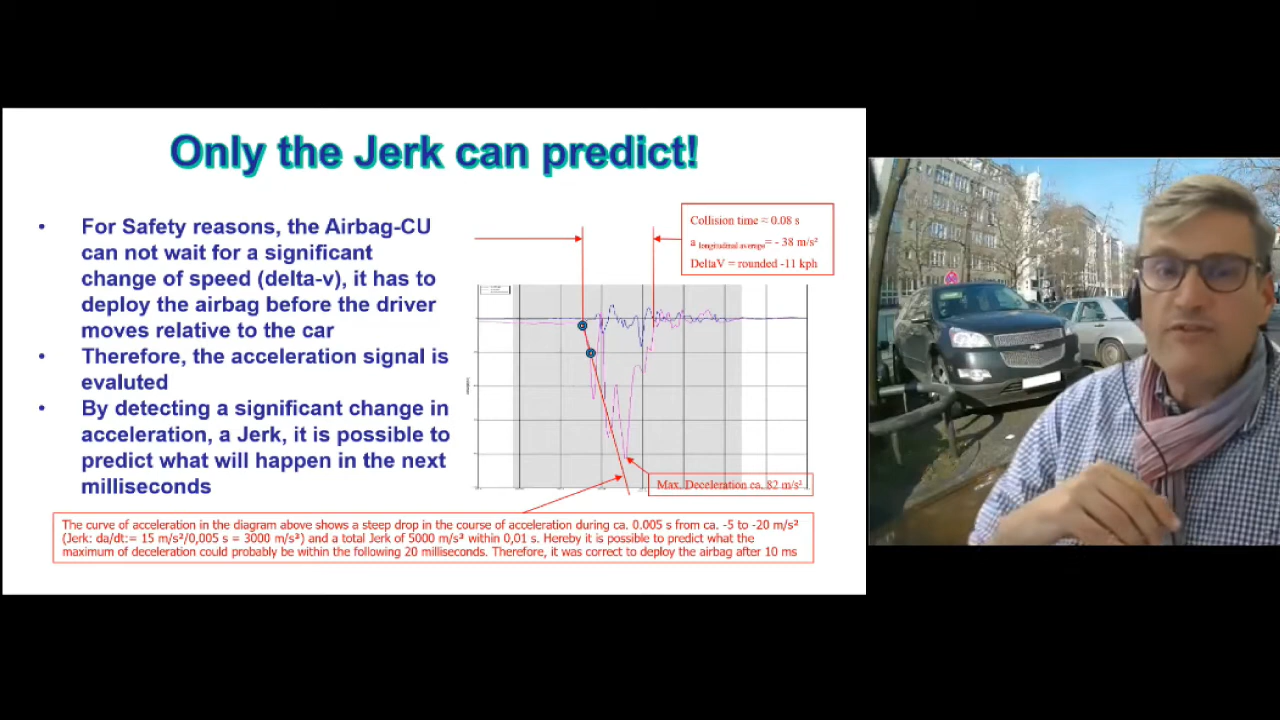 Only the Jerk can predict!
• For Safety reasons, the Airbag-CU
can not wait for a significant
change of speed (delta-v), it has to
deploy the airbag before the driver
moves relative to the car
• Therefore, the acceleration signal is
evaluted
• By detecting a significant change in
acceleration, a Jerk, it is possible to
predict what will happen in the next
milliseconds
Collision time ≈ 0.08 s
a longitudinal average= - 38 m/s²
DeltaV = rounded -11 kph
Max. Deceleration ca. 82 m/s²
The curve of acceleration in the diagram above shows a steep drop in the course of acceleration during ca. 0.005 s from ca. -5 to -20 m/s²
(Jerk: da/dt:= 15 m/s²/0,005 s = 3000 m/s³) and a total Jerk of 5000 m/s³ within 0,01 s. Hereby it is possible to predict what the
maximum of deceleration could probably be within the following 20 milliseconds. Therefore, it was correct to deploy the airbag after 10 ms